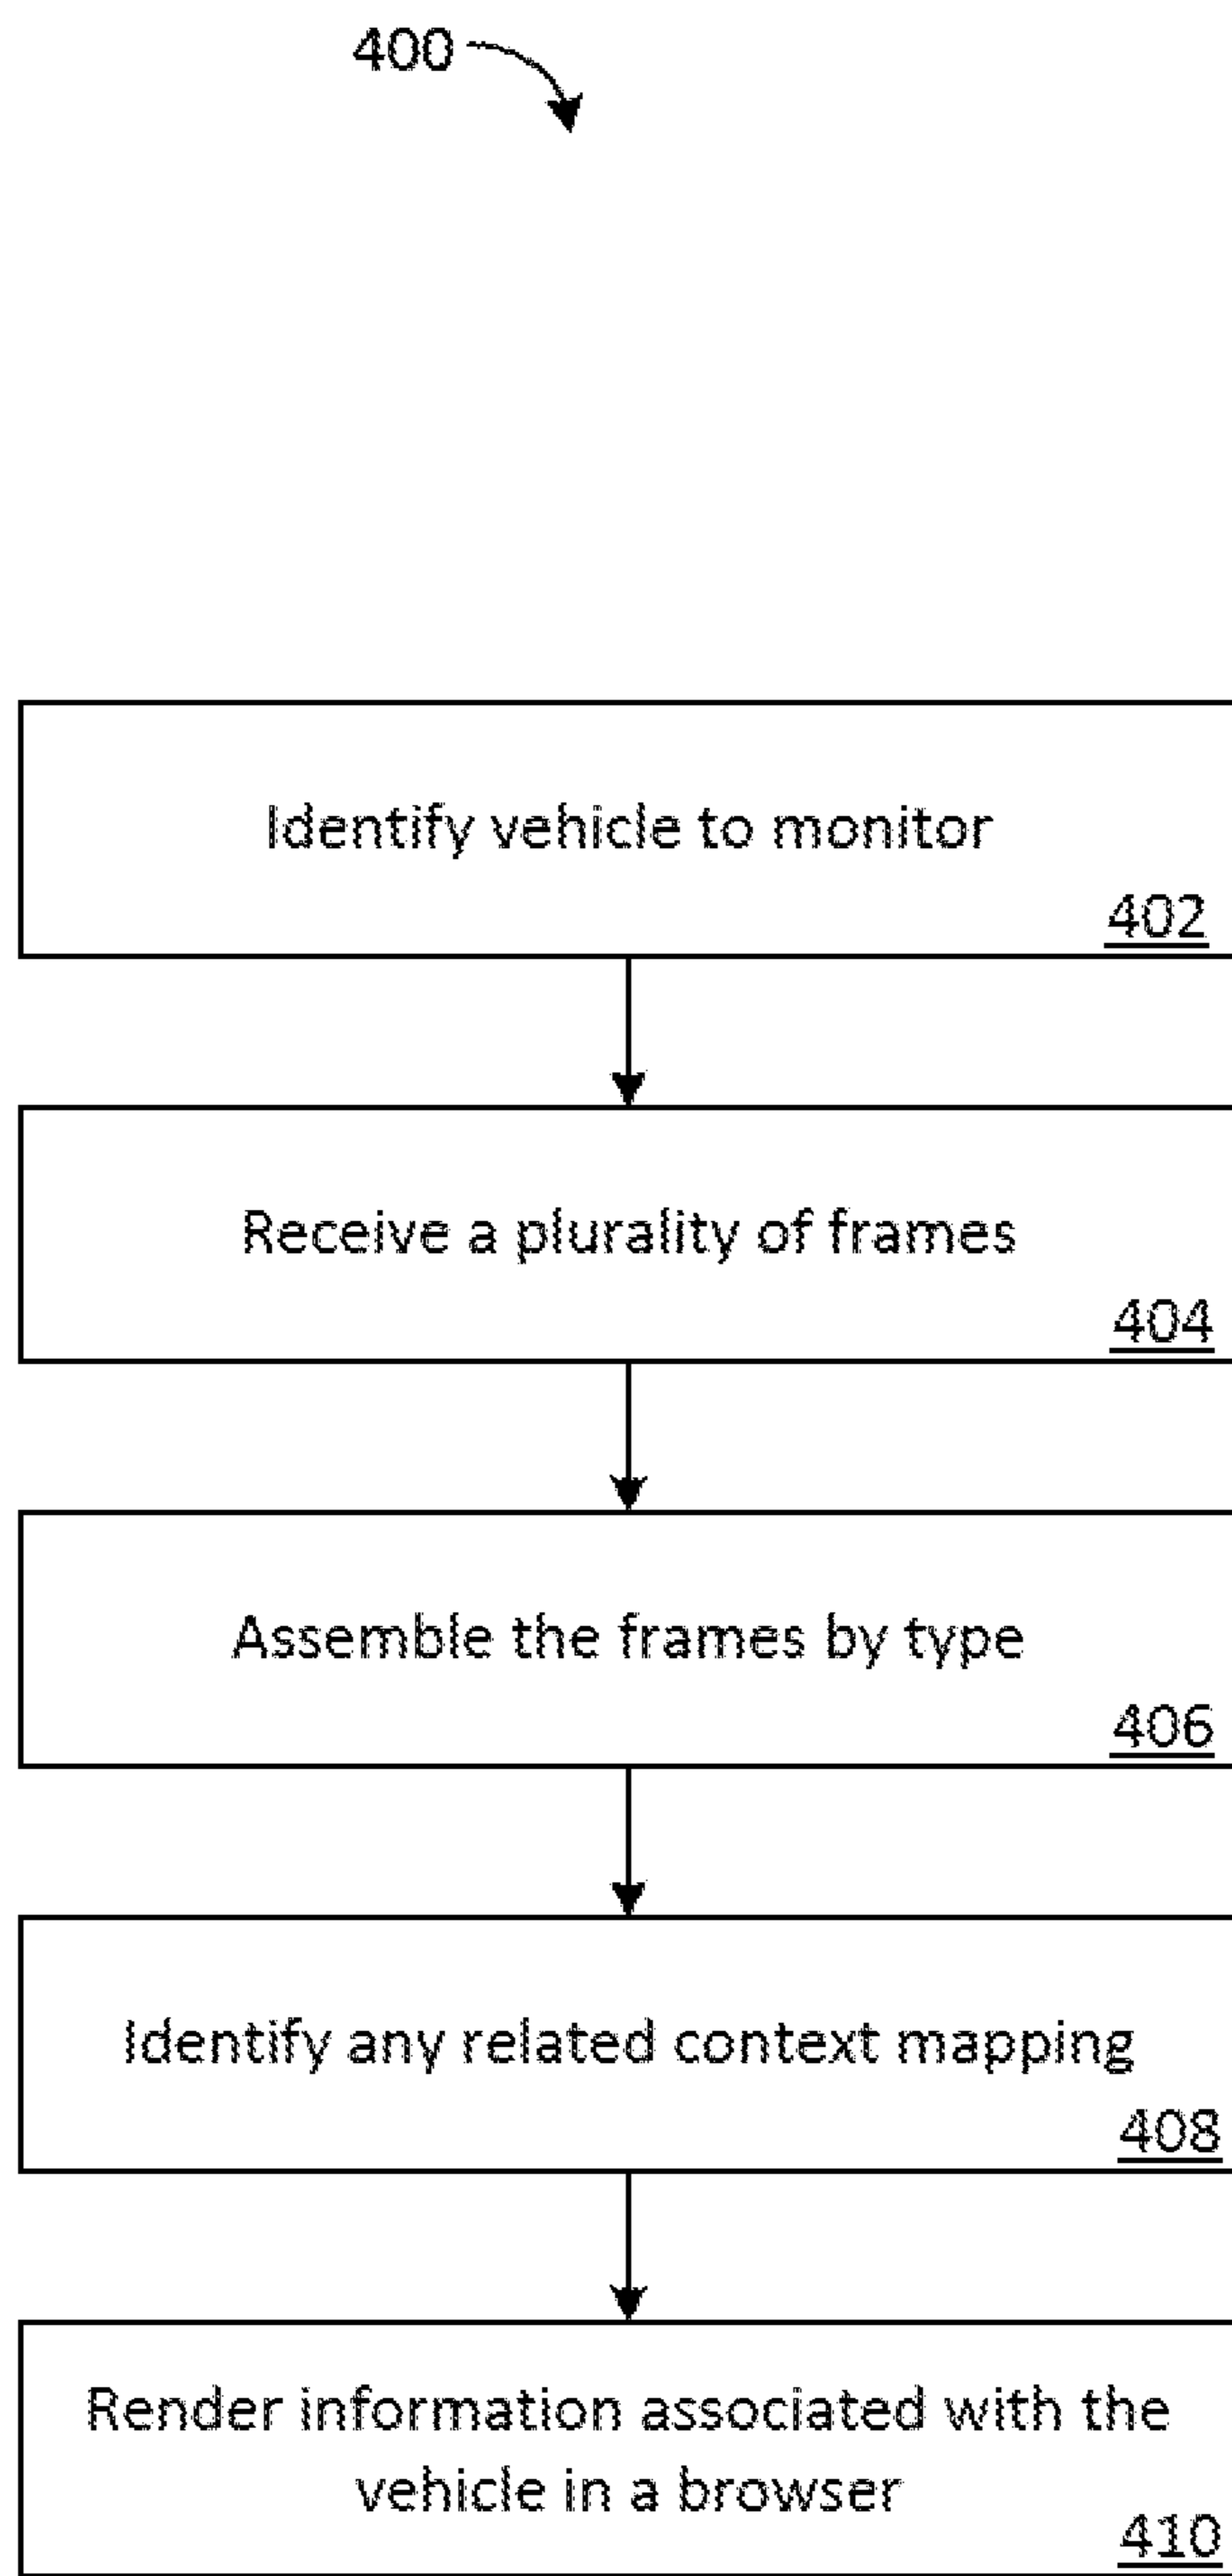 400
Identify vehicle to monitor
402
Receive a plurality of frames
404
Assemble the frames by type
406
Identify any related context mapping
408
Render information associated with the
vehicle in a browser
410